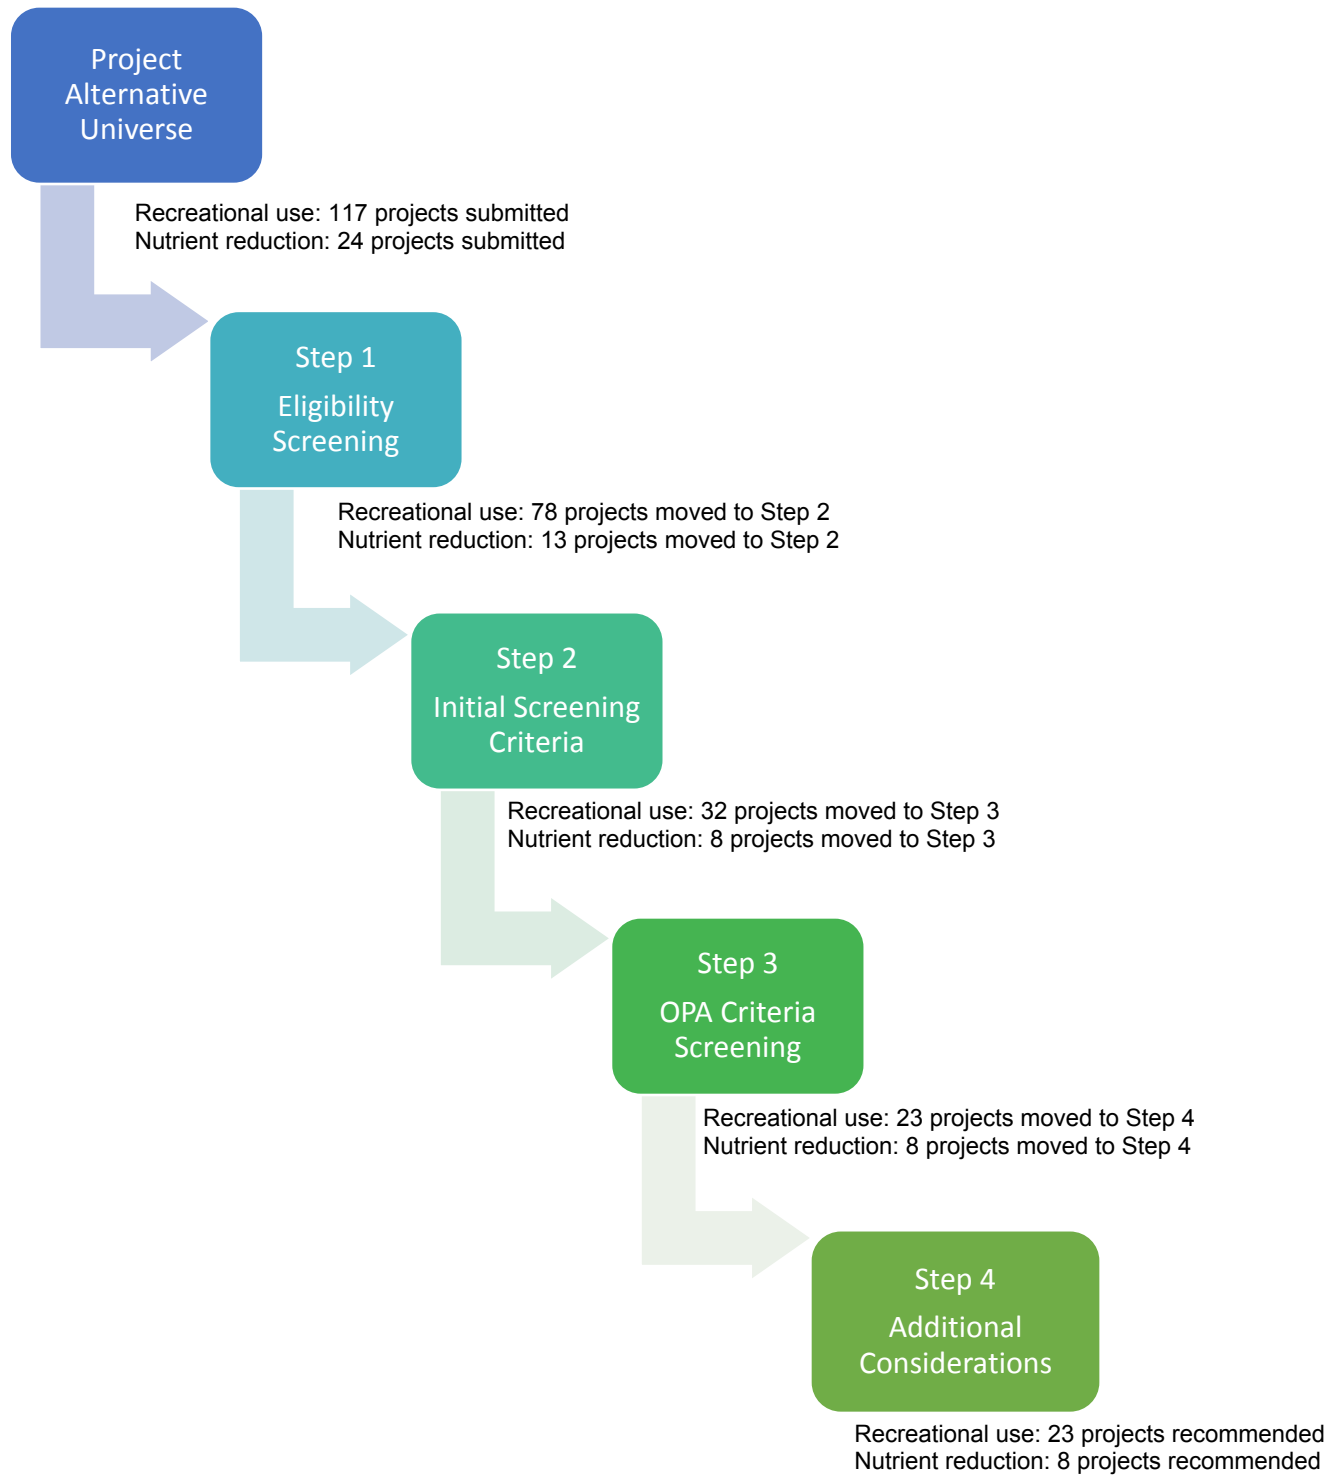 Project
Alternative
Universe
Recreational use: 117 projects submitted
Nutrient reduction: 24 projects submitted
Step 1
Eligibility
Screening
Recreational use: 78 projects moved to Step 2
Nutrient reduction: 13 projects moved to Step 2
Step 2
Initial Screening
Criteria
Recreational use: 32 projects moved to Step 3
Nutrient reduction: 8 projects moved to Step 3
Step 3
OPA Criteria
Screening
Recreational use: 23 projects moved to Step 4
Nutrient reduction: 8 projects moved to Step 4
Step 4
Additional
Considerations
Recreational use: 23 projects recommended
Nutrient reduction: 8 projects recommended